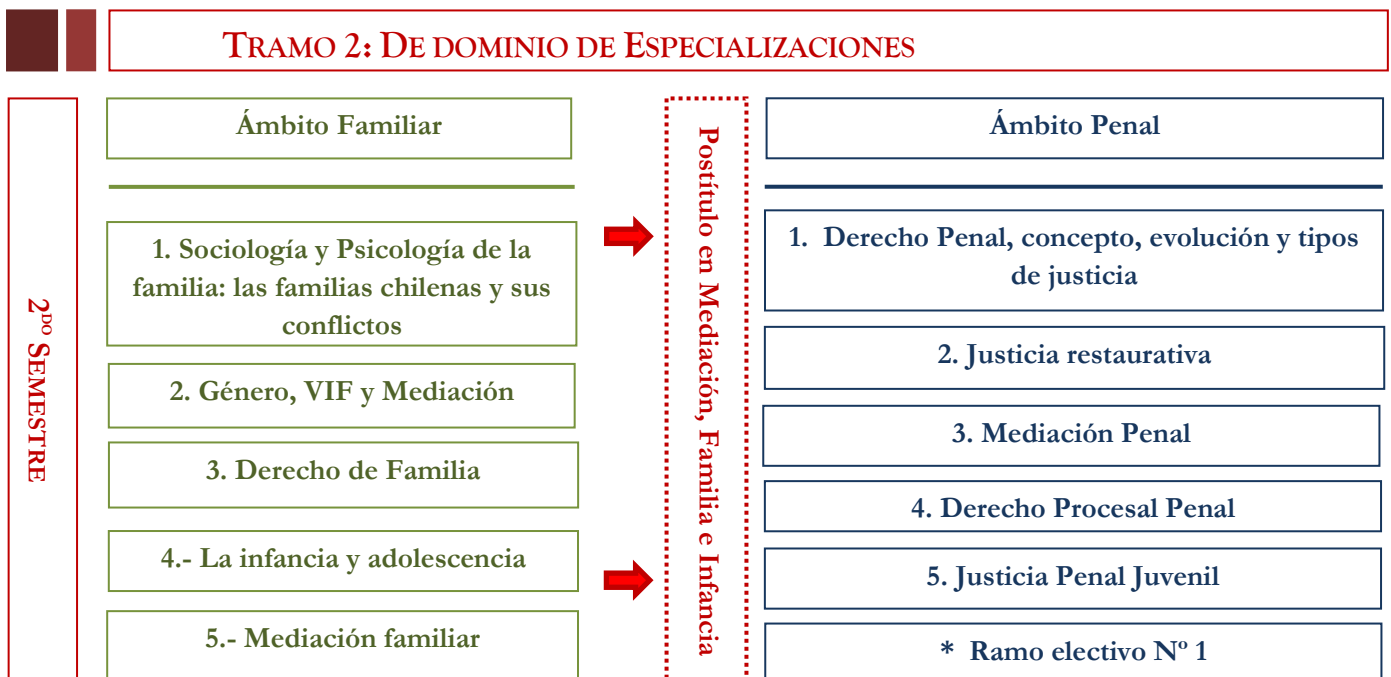 TRAMO 2: DE DOMINIO DE ESPECIALIZACIONES
2DO SEMESTRE
Ámbito Familiar
1. Sociología y Psicología de la
familia: las familias chilenas y sus
conflictos
2. Género, VIF y Mediación
3. Derecho de Familia
4.- La infancia y adolescencia
5.- Mediación familiar
Postítulo en Mediación, Familia e Infancia
Ámbito Penal
1. Derecho Penal, concepto, evolución y tipos
de justicia
2. Justicia restaurativa
3. Mediación Penal
4. Derecho Procesal Penal
5. Justicia Penal Juvenil
* Ramo electivo Nº 1